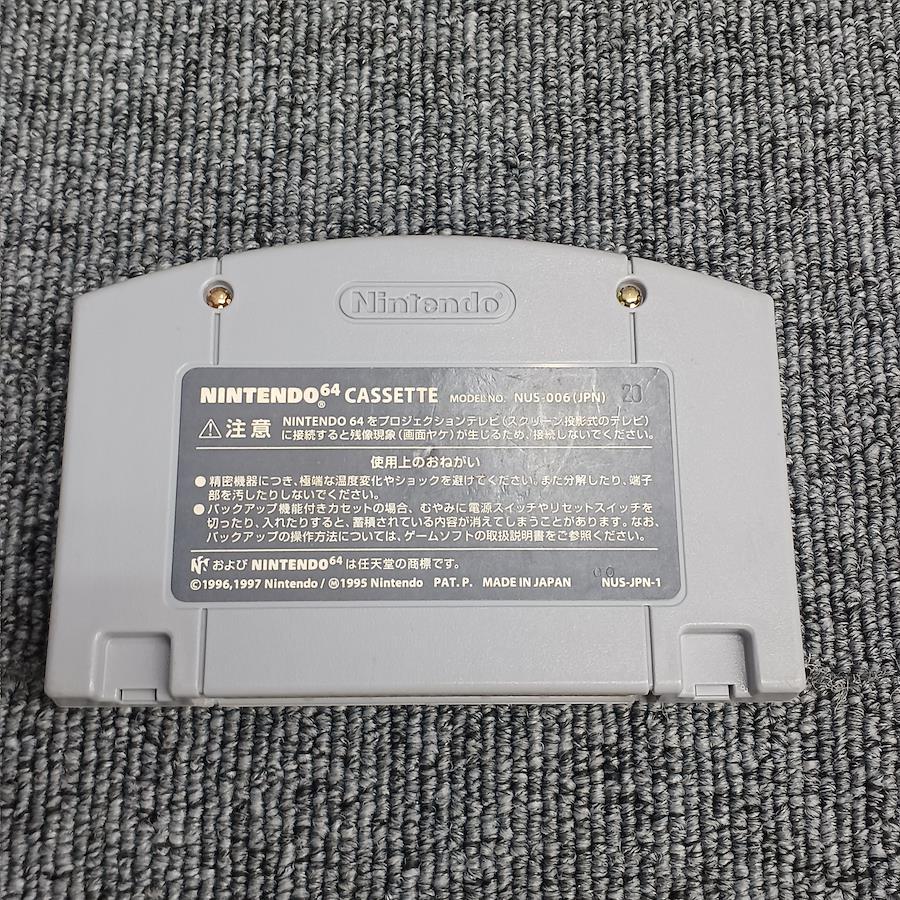 Nintendo®
NINTENDO64® CASSETTE MODEL NO. NUS-006(JPN) 20
⚠注意 NINTENDO 64をプロジェクションテレビ(スクリーン投影式のテレビ)
に接続すると残像現象(画面ヤケ)が生じるため、接続しないでください。
使用上のおねがい
●精密機器につき、極端な温度変化やショックを避けてください。また分解したり、端子
部を汚したりしないでください。
●バックアップ機能付きカセットの場合、むやみに電源スイッチやリセットスイッチを
切ったり、入れたりすると、蓄積されている内容が消えてしまうことがあります。なお、
バックアップの操作方法については、ゲームソフトの取扱説明書をご参照ください。
および NINTENDO64は任天堂の商標です。
©1996,1997 Nintendo/Ⓜ1995 Nintendo PAT. P. MADE IN JAPAN NUS-JPN-1